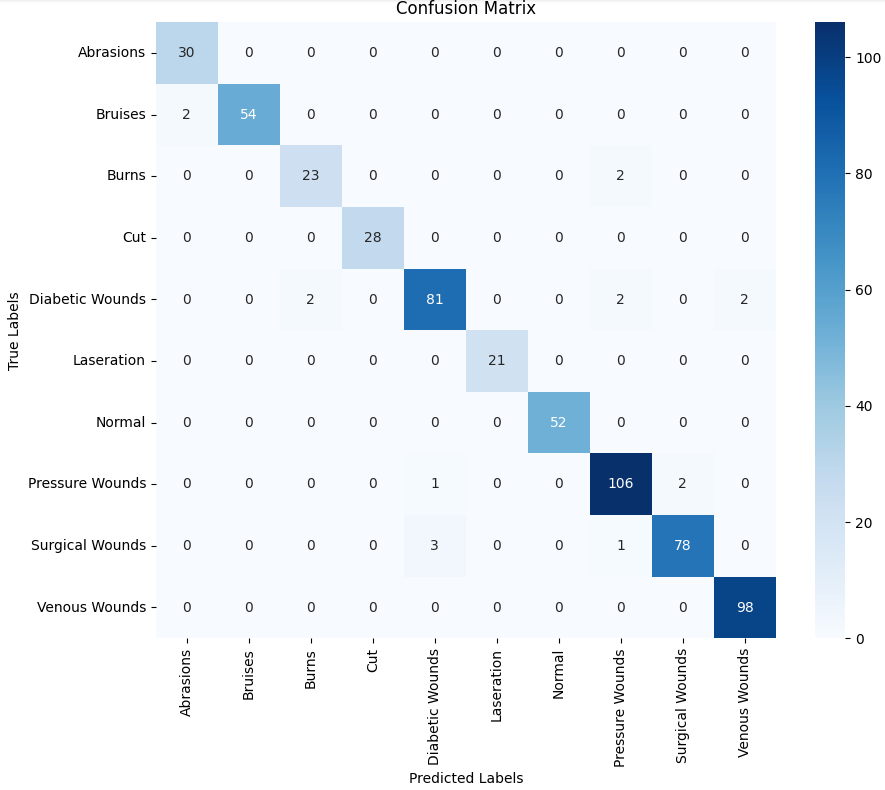 Confusion Matrix
Abrasions 30 0 0 0 0 0 0 0 0 0
Bruises 2 54 0 0 0 0 0 0 0 0
Burns 0 0 23 0 0 0 0 2 0 0
Cut 0 0 0 28 0 0 0 0 0 0
Diabetic Wounds 0 0 2 0 81 0 0 2 0 2
Laseration 0 0 0 0 0 21 0 0 0 0
Normal 0 0 0 0 0 0 52 0 0 0
Pressure Wounds 0 0 0 0 1 0 0 106 2 0
Surgical Wounds 0 0 0 0 3 0 0 1 78 0
Venous Wounds 0 0 0 0 0 0 0 0 0 98
True Labels
Abrasions
Bruises
Burns
Cut
Diabetic Wounds
Laseration
Normal
Pressure Wounds
Surgical Wounds
Venous Wounds
Predicted Labels
100
80
60
40
20
0